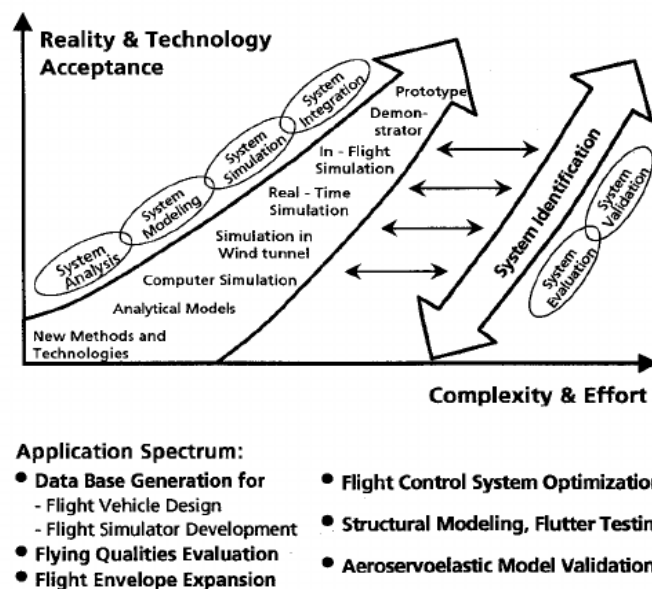 Reality & Technology
Acceptance
System
Integration
System
Simulation
System
Modeling
System
Analysis
Prototype
Demon-
strator
In - Flight
Simulation
Real - Time
Simulation
Simulation in
Wind tunnel
Computer Simulation
Analytical Models
New Methods and
Technologies
System Identification
System
Validation
System
Evaluation
Complexity & Effort
Application Spectrum:
• Data Base Generation for
- Flight Vehicle Design
- Flight Simulator Development
• Flying Qualities Evaluation
• Flight Envelope Expansion
• Flight Control System Optimization
• Structural Modeling, Flutter Testin
• Aeroservoelastic Model Validation